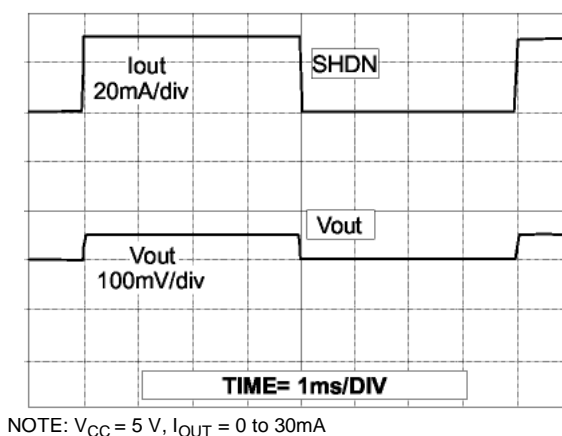 Iout
20mA/div
SHDN
Vout
Vout
100mV/div
TIME= 1ms/DIV
NOTE: VCC = 5 V, IOUT = 0 to 30mA